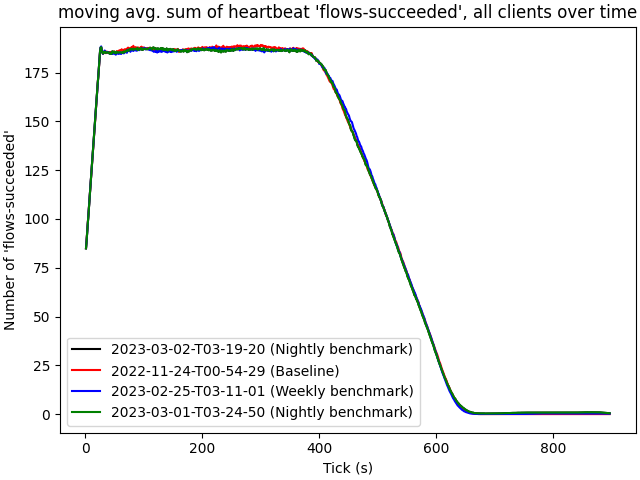 moving avg. sum of heartbeat 'flows-succeeded', all clients over time
Number of 'flows-succeeded'
175
150
125
100
75
50
25
0
2023-03-02-T03-19-20 (Nightly benchmark)
2022-11-24-T00-54-29 (Baseline)
2023-02-25-T03-11-01 (Weekly benchmark)
2023-03-01-T03-24-50 (Nightly benchmark)
0 200 400 600 800
Tick (s)